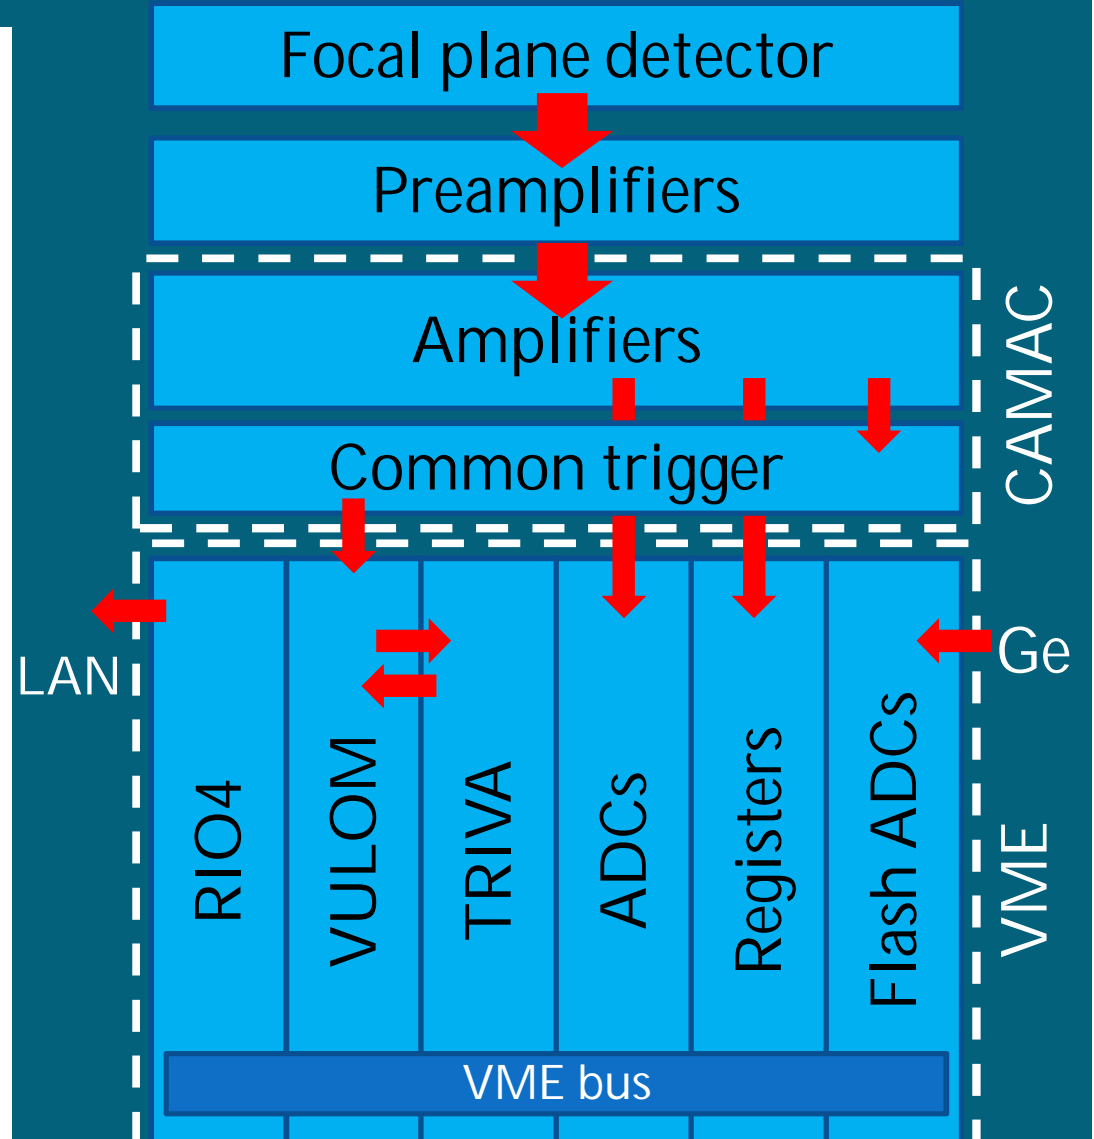 Focal plane detector
Preamplifiers
Amplifiers
CAMAC
Common trigger
LAN
Ge
RIO4
VULOM
TRIVA
ADCs
Registers
Flash ADCs
VME
VME bus